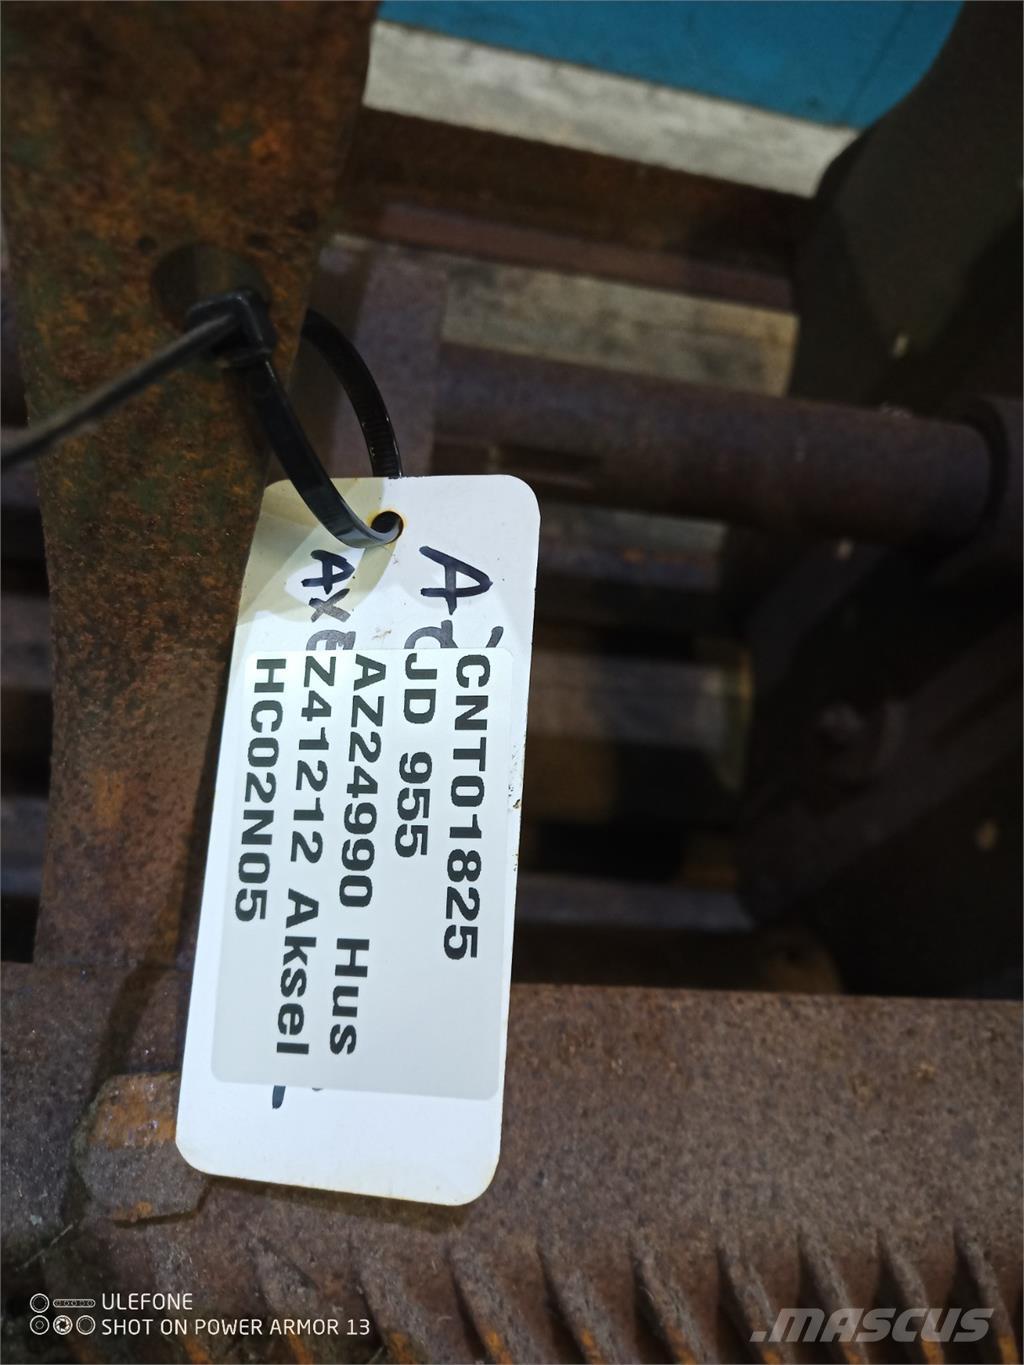 CNT01825
JD 955
AZ24990 Hus
Z41212 Aksel
HC02N05
ULEFONE
SHOT ON POWER ARMOR 13
.MASCUS